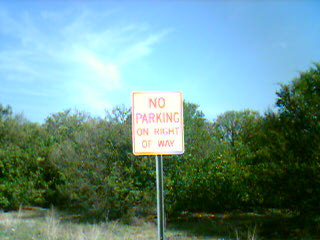 NO
PARKING
ON RIGHT
OF WAY